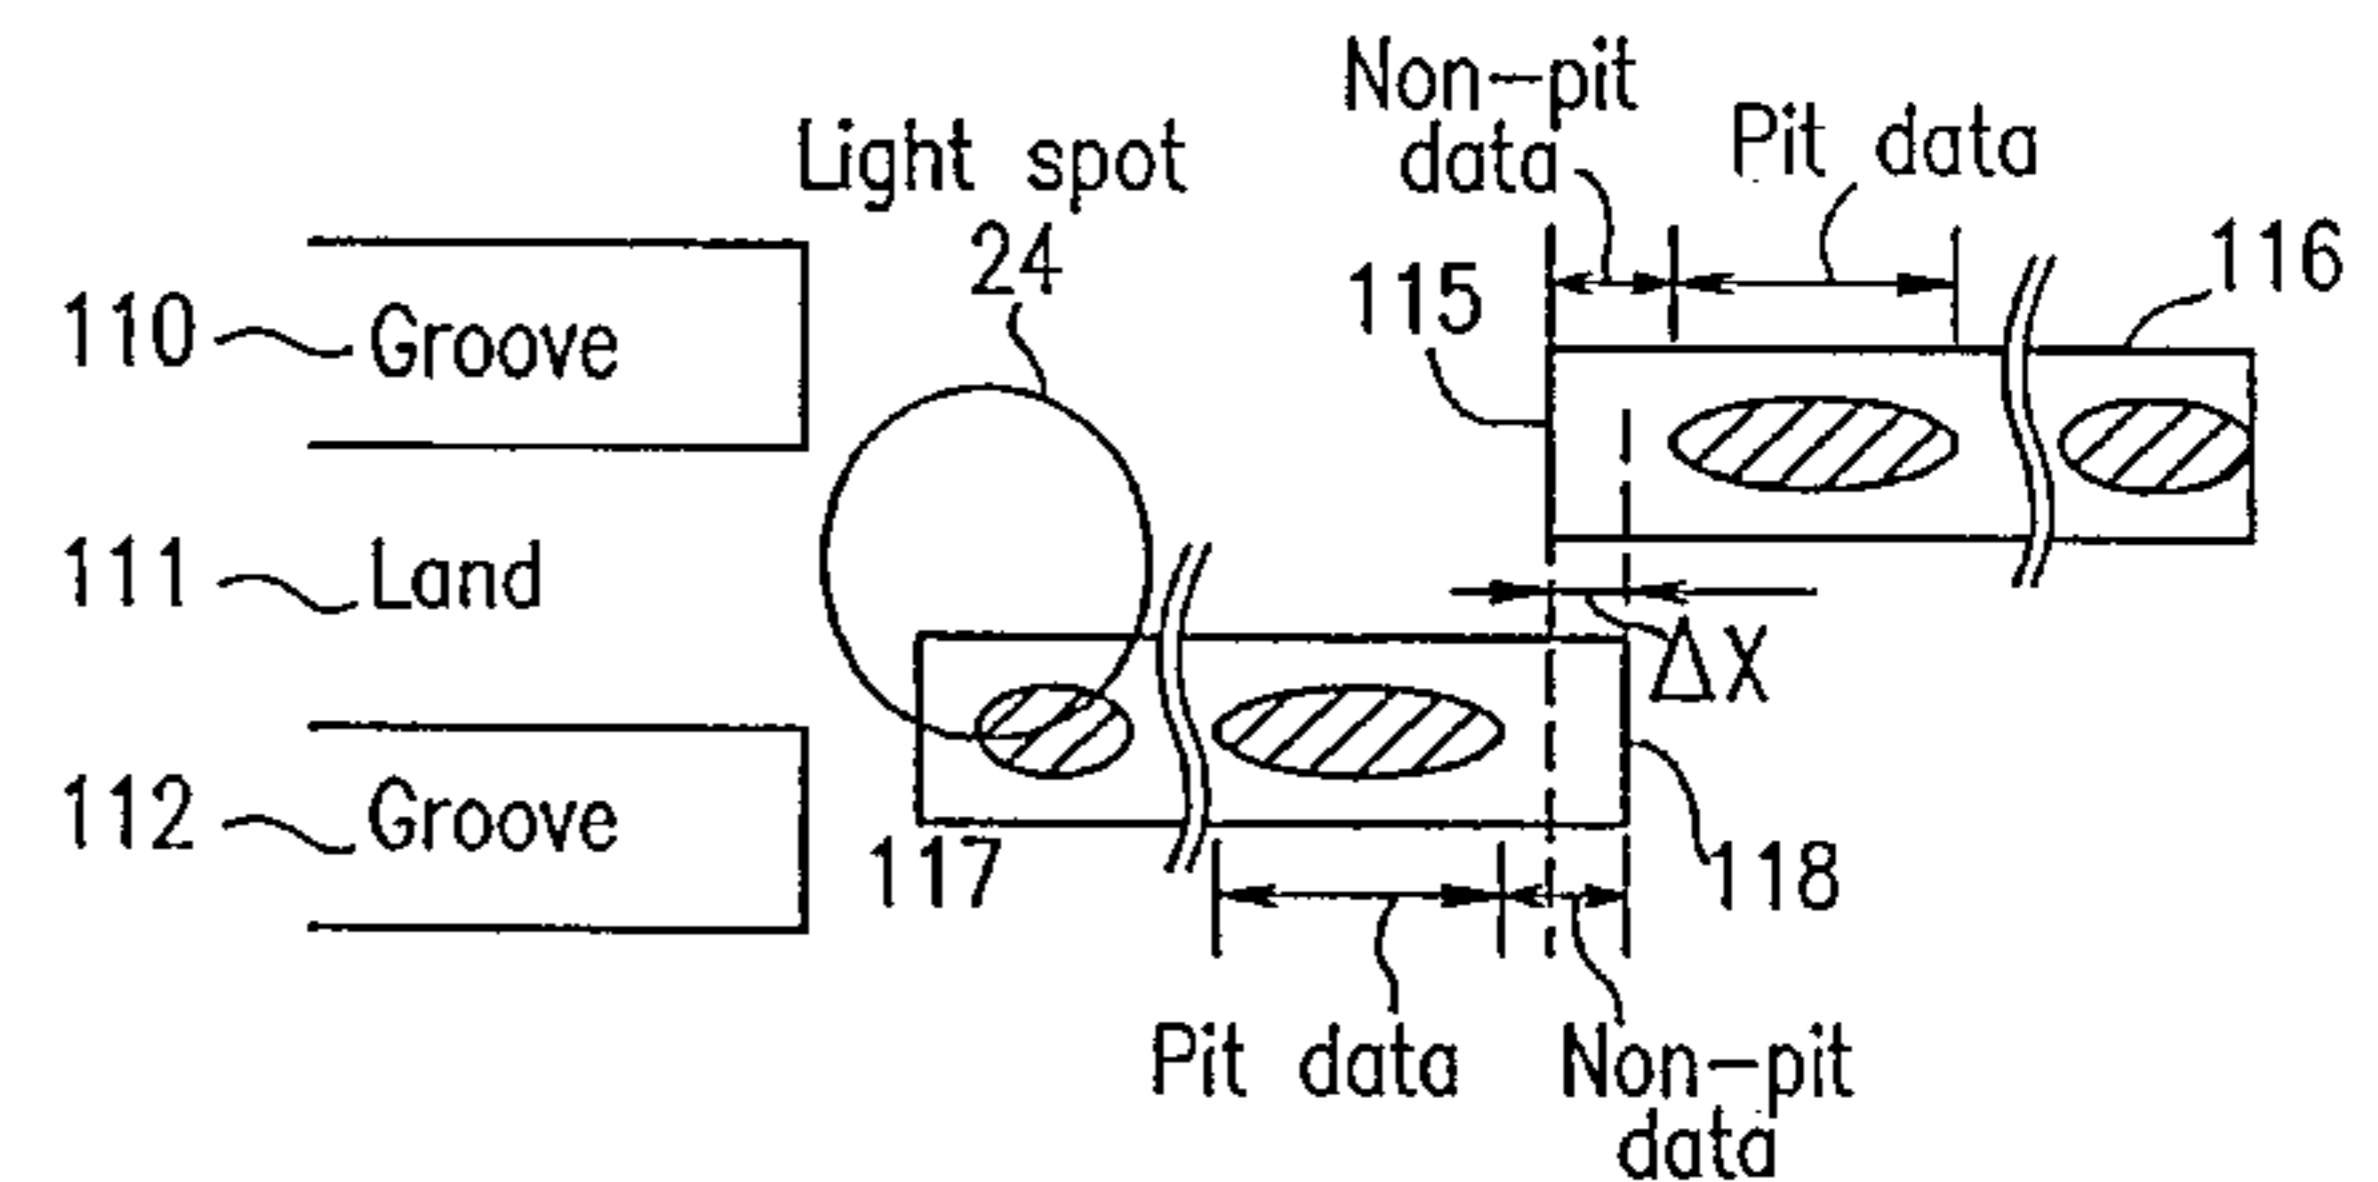 Non-pit
data
Pit data
Light spot
24
115
116
110
Groove
111
Land
ΔX
112
Groove
117
118
Pit data
Non-pit
data